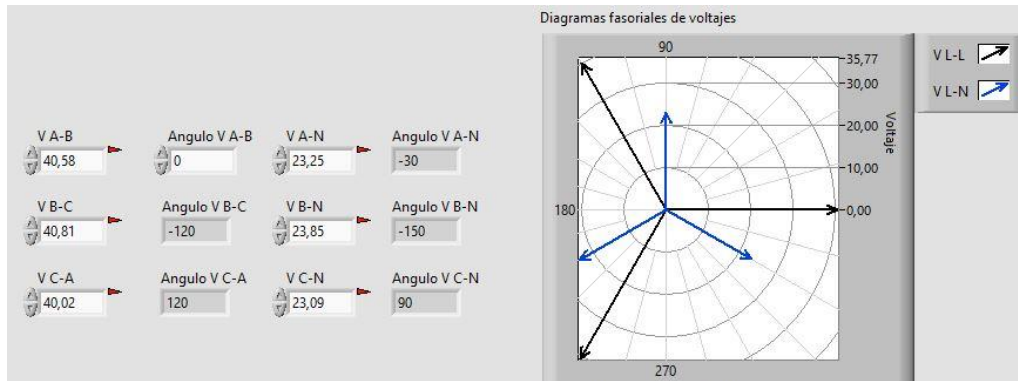 Diagramas fasoriales de voltajes
V A-B Angulo V A-B V A-N Angulo V A-N
40,58 0 23,25 -30
V B-C Angulo V B-C V B-N Angulo V B-N
40,81 -120 23,85 -150
V C-A Angulo V C-A V C-N Angulo V C-N
40,02 120 23,09 90
90
180
270
35,77
30,00
20,00
10,00
0,00
Voltaje
V L-L
V L-N